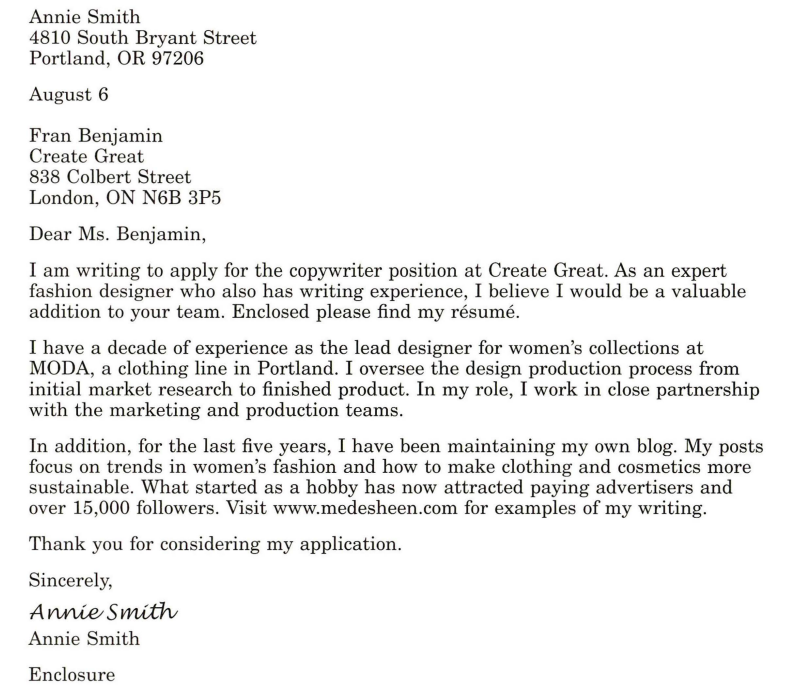 Annie Smith
4810 South Bryant Street
Portland, OR 97206
August 6
Fran Benjamin
Create Great
838 Colbert Street
London, ON N6B 3P5
Dear Ms. Benjamin,
I am writing to apply for the copywriter position at Create Great. As an expert
fashion designer who also has writing experience, I believe I would be a valuable
addition to your team. Enclosed please find my résumé.
I have a decade of experience as the lead designer for women's collections at
MODA, a clothing line in Portland. I oversee the design production process from
initial market research to finished product. In my role, I work in close partnership
with the marketing and production teams.
In addition, for the last five years, I have been maintaining my own blog. My posts
focus on trends in women's fashion and how to make clothing and cosmetics more
sustainable. What started as a hobby has now attracted paying advertisers and
over 15,000 followers. Visit www.medesheen.com for examples of my writing.
Thank you for considering my application.
Sincerely,
Annie Smith
Annie Smith
Enclosure